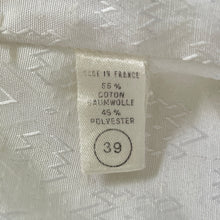 MADE IN FRANCE
55 %
COTON
BAUMWOLLE
45 %
POLYESTER
39